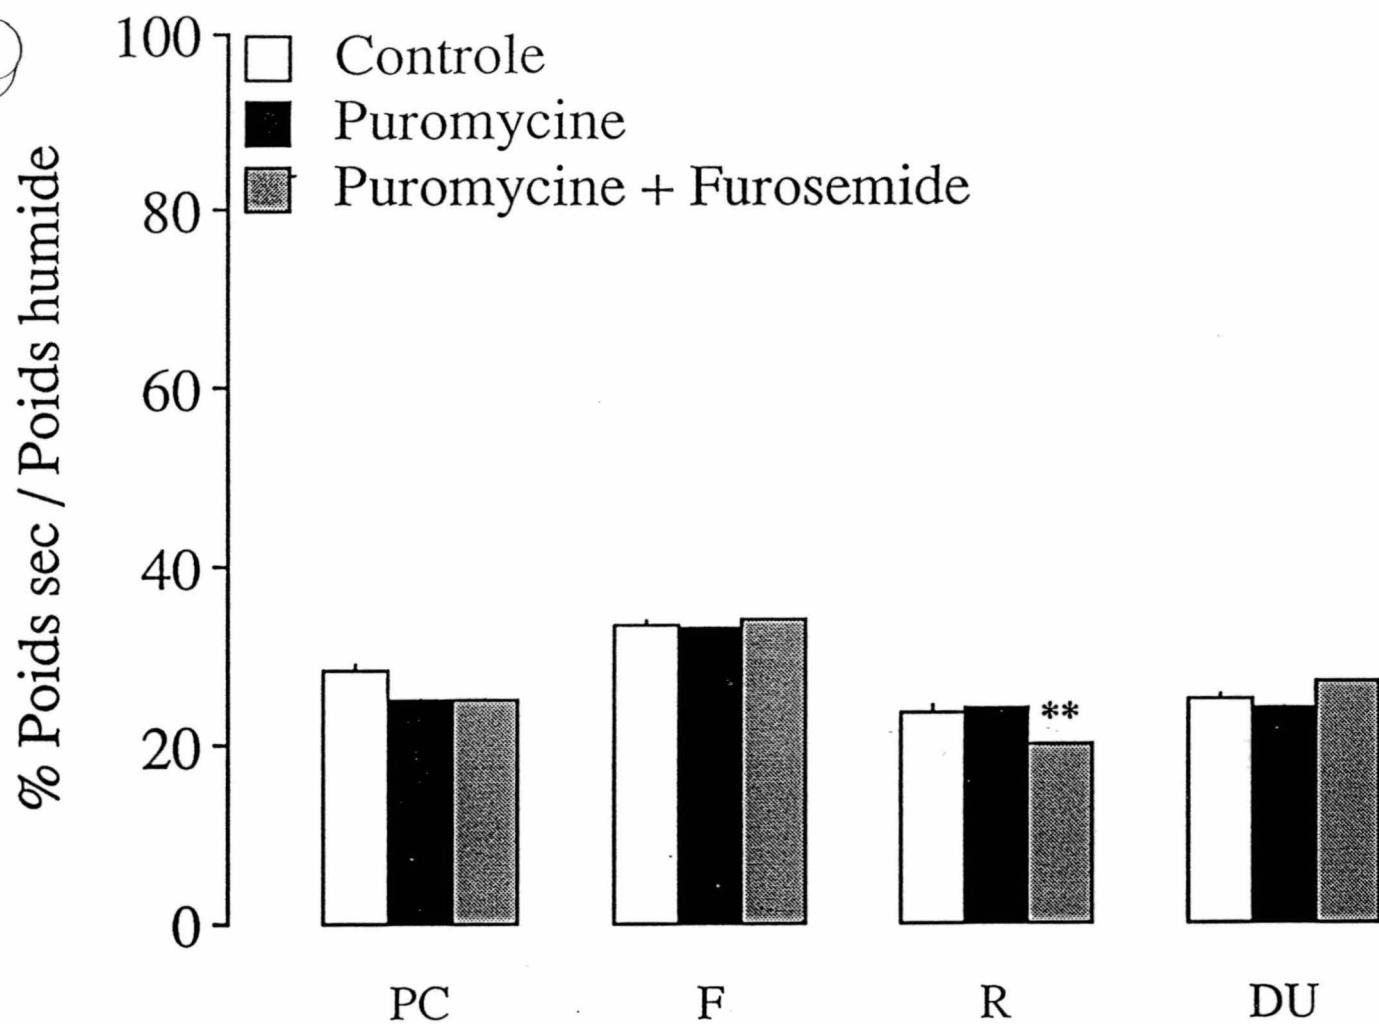 100
Controle
Puromycine
Puromycine + Furosemide
80
60
40
20
0
% Poids sec / Poids humide
**
PC
F
R
DU